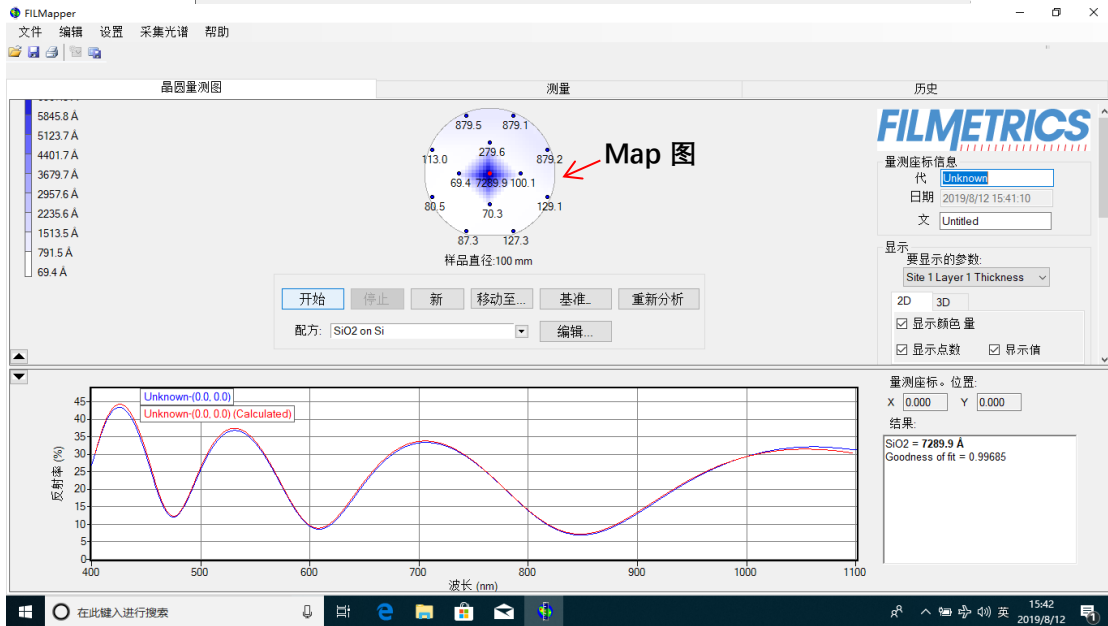 FILMapper
文件 编辑 设置 采集光谱 帮助
晶圆量测图 测量 历史
5845.8 Å
5123.7 Å
4401.7 Å
3679.7 Å
2957.6 Å
2235.6 Å
1513.5 Å
791.5 Å
69.4 Å
879.5 879.1
113.0 279.6 879.2
69.4 7289.9 100.1
80.5 70.3 129.1
87.3 127.3
Map 图
样品直径:100 mm
开始 停止 新 移动至... 基准_ 重新分析
配方: SiO2 on Si 编辑...
FILMETRICS
量测座标信息
代 Unknown
日期 2019/8/12 15:41:10
文 Untitled
显示
要显示的参数:
Site 1 Layer 1 Thickness
2D 3D
显示颜色 量
显示点数 显示値
Unknown-(0.0, 0.0)
Unknown-(0.0, 0.0) (Calculated)
反射率 (%)
45
40
35
30
25
20
15
10
5
0
400 500 600 700 800 900 1000 1100
波长 (nm)
量测座标。位置:
X 0.000 Y 0.000
结果:
SiO2 = 7289.9 Å
Goodness of fit = 0.99685
在此键入进行搜索
英
15:42
2019/8/12
1